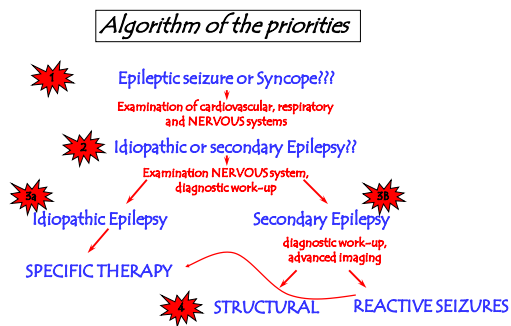 Algorithm of the priorities
1
Epileptic seizure or Syncope???
Examination of cardiovascular, respiratory
and NERVOUS systems
2
Idiopathic or secondary Epilepsy??
Examination NERVOUS system,
diagnostic work-up
3a
3B
Idiopathic Epilepsy
Secondary Epilepsy
diagnostic work-up,
advanced imaging
SPECIFIC THERAPY
4
STRUCTURAL
REACTIVE SEIZURES